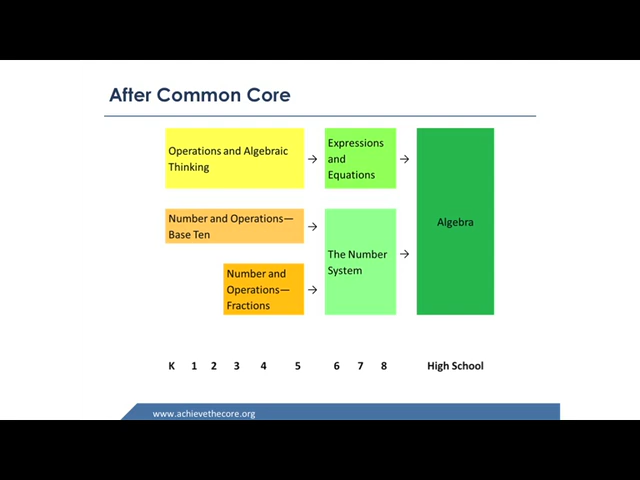 After Common Core
Operations and Algebraic
Thinking
→
Expressions
and
Equations
→
Number and Operations—
Base Ten
→
Number and
Operations—
Fractions
→
The Number
System
→
Algebra
K 1 2 3 4 5 6 7 8 High School
www.achievethecore.org